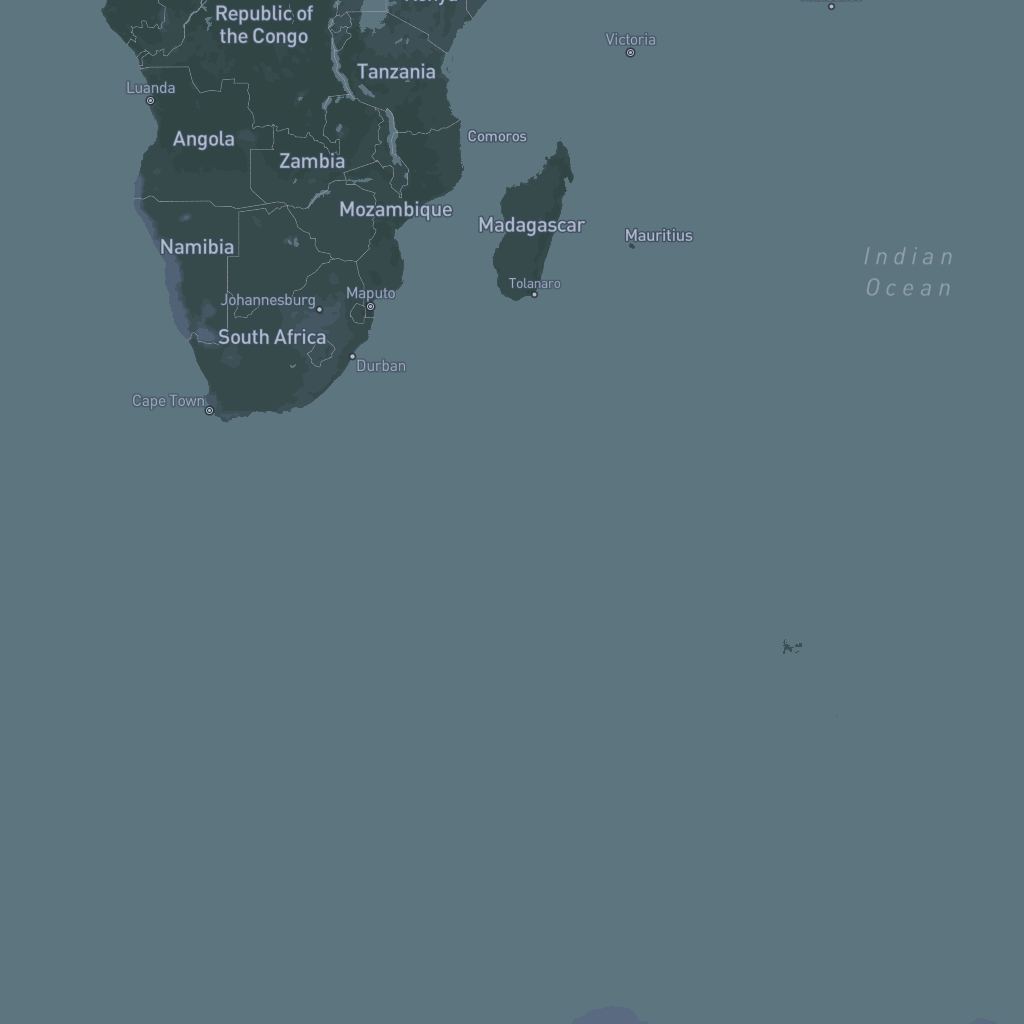 Republic of
the Congo
Victoria
Tanzania
Luanda
Angola
Comoros
Zambia
Mozambique
Madagascar
Mauritius
Namibia
Indian
Ocean
Tolanaro
Johannesburg
Maputo
South Africa
Durban
Cape Town